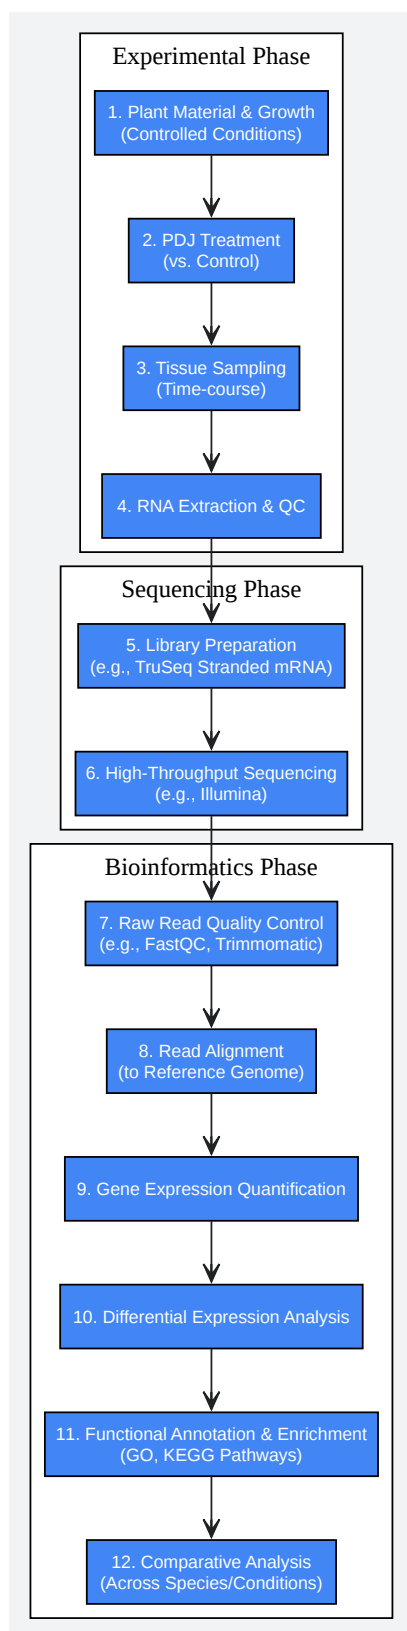 Experimental Phase
1. Plant Material & Growth
(Controlled Conditions)
2. PDJ Treatment
(vs. Control)
3. Tissue Sampling
(Time-course)
4. RNA Extraction & QC
Sequencing Phase
5. Library Preparation
(e.g., TruSeq Stranded mRNA)
6. High-Throughput Sequencing
(e.g., Illumina)
Bioinformatics Phase
7. Raw Read Quality Control
(e.g., FastQC, Trimmomatic)
8. Read Alignment
(to Reference Genome)
9. Gene Expression Quantification
10. Differential Expression Analysis
11. Functional Annotation & Enrichment
(GO, KEGG Pathways)
12. Comparative Analysis
(Across Species/Conditions)